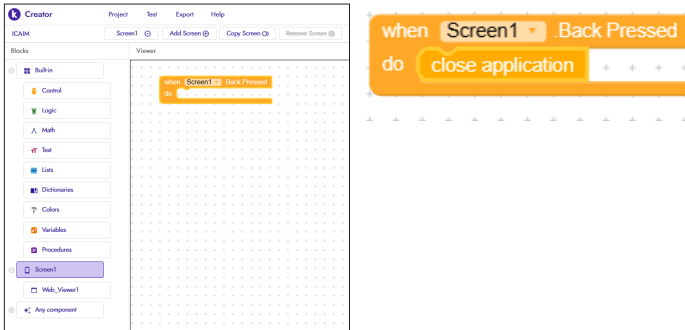 Creator Project Test Export Help
ICAIM Screen1 Add Screen Copy Screen Remove Screen
Blocks Viewer
Built-in
Control
Logic
Math
Text
Lists
Dictionaries
Colors
Variables
Procedures
Screen1
Web_Viewer1
Any component
when Screen1 .Back Pressed
do
when Screen1 .Back Pressed
do close application